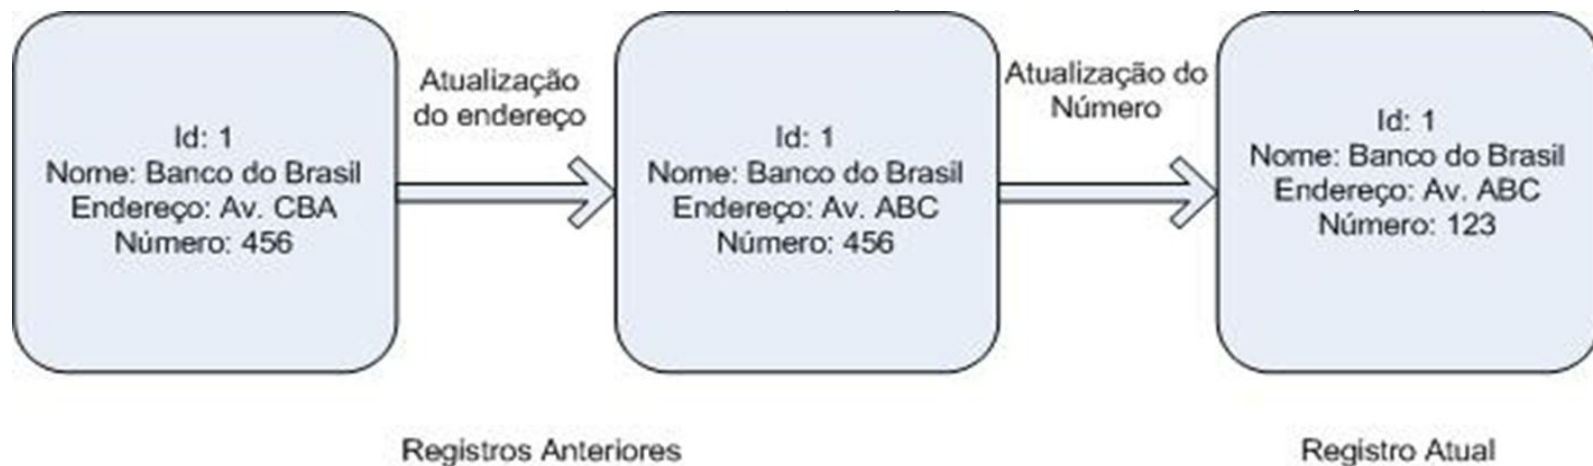 Id: 1
Nome: Banco do Brasil
Endereço: Av. CBA
Número: 456
Atualização
do endereço
Id: 1
Nome: Banco do Brasil
Endereço: Av. ABC
Número: 456
Atualização do
Número
Id: 1
Nome: Banco do Brasil
Endereço: Av. ABC
Número: 123
Registros Anteriores
Registro Atual